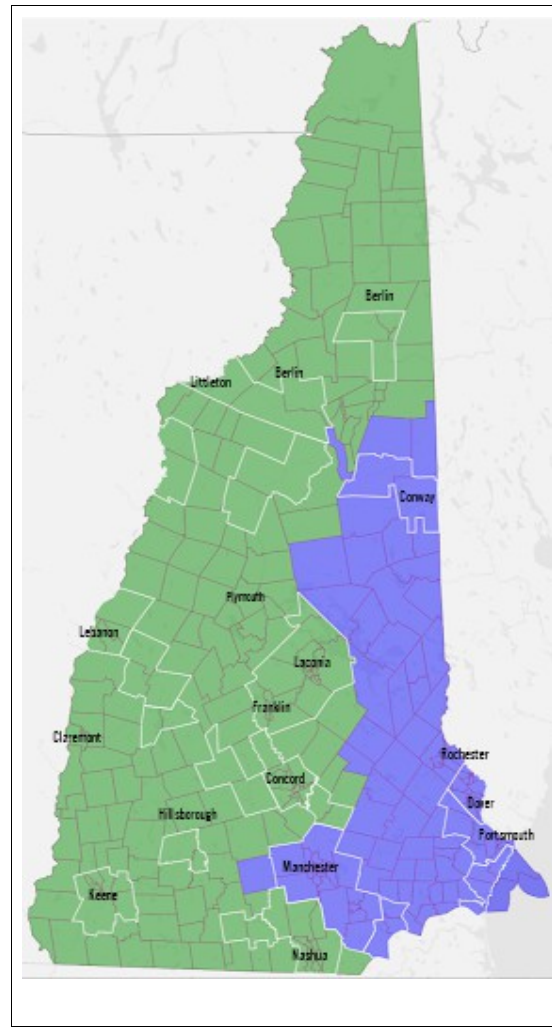 Berlin
Berlin
Littleton
Conway
Plymouth
Lebanon
Laconia
Franklin
Claremont
Rochester
Concord
Dover
Hillsborough
Portsmouth
Manchester
Keene
Nashua